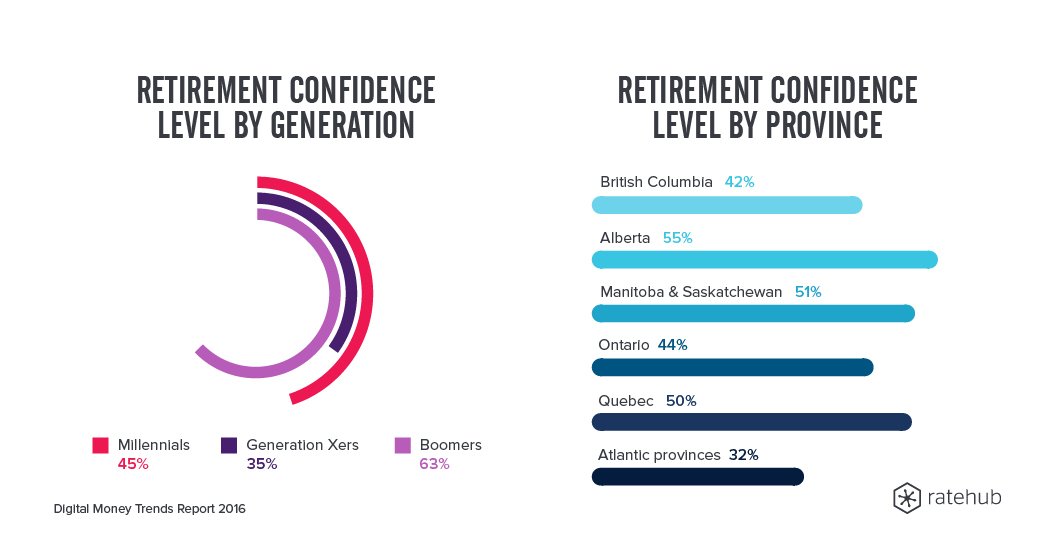 RETIREMENT CONFIDENCE
LEVEL BY GENERATION
Millennials
45%
Generation Xers
35%
Boomers
63%
Digital Money Trends Report 2016
RETIREMENT CONFIDENCE
LEVEL BY PROVINCE
British Columbia 42%
Alberta 55%
Manitoba & Saskatchewan 51%
Ontario 44%
Quebec 50%
Atlantic provinces 32%
ratehub